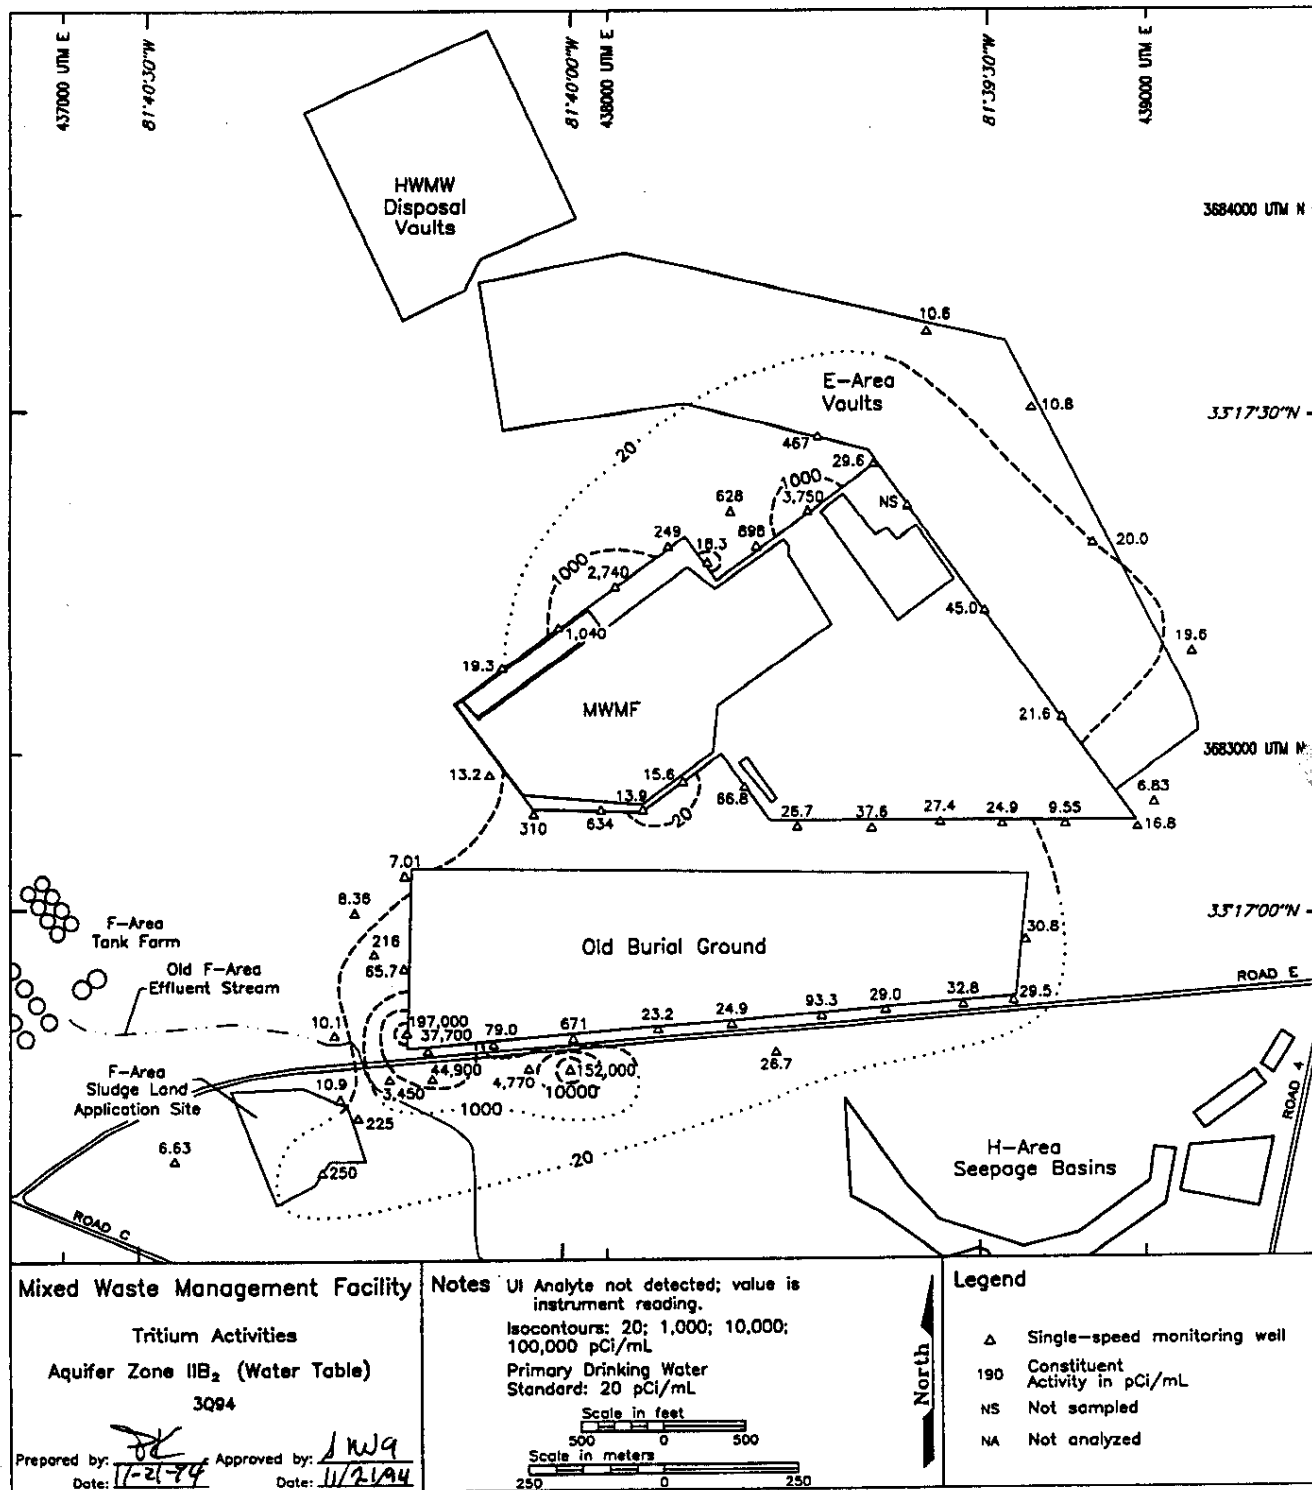 437000 UTM E
81°40'30"W
81°40'00"W
438000 UTM E
81°39'30"W
439000 UTM E
HWMW
Disposal
Vaults
3684000 UTM N
10.6
E-Area
Vaults
10.8
33°17'30"N
467
20
29.6
1000
628
3,750
NS
249
898
18.3
20.0
1000
2,740
45.0
1,040
19.6
19.3
MWMF
21.6
3683000 UTM N
13.2
15.6
66.8
6.83
13.9
20
310
634
26.7
37.6
27.4
24.9
9.55
16.8
7.01
8.38
F-Area
Tank Farm
33°17'00"N
216
Old Burial Ground
30.8
65.7
Old F-Area
Effluent Stream
ROAD E
197,000
10.1
37,700
79.0
671
23.2
24.9
93.3
29.0
32.8
29.5
F-Area
Sludge Land
Application Site
10.9
3,450
44,900
4,770
152,000
10000
26.7
1000
225
ROAD 4
6.63
250
20
H-Area
Seepage Basins
ROAD C
Mixed Waste Management Facility
Tritium Activities
Aquifer Zone IIB₂ (Water Table)
3Q94
Prepared by:
Approved by:
Date: 11-21-94
Date: 11/21/94
Notes
UI Analyte not detected; value is
instrument reading.
Isocontours: 20; 1,000; 10,000;
100,000 pCi/mL
Primary Drinking Water
Standard: 20 pCi/mL
Scale in feet
500 0 500
Scale in meters
250 0 250
North
Legend
Single-speed monitoring well
190 Constituent
Activity in pCi/mL
NS Not sampled
NA Not analyzed